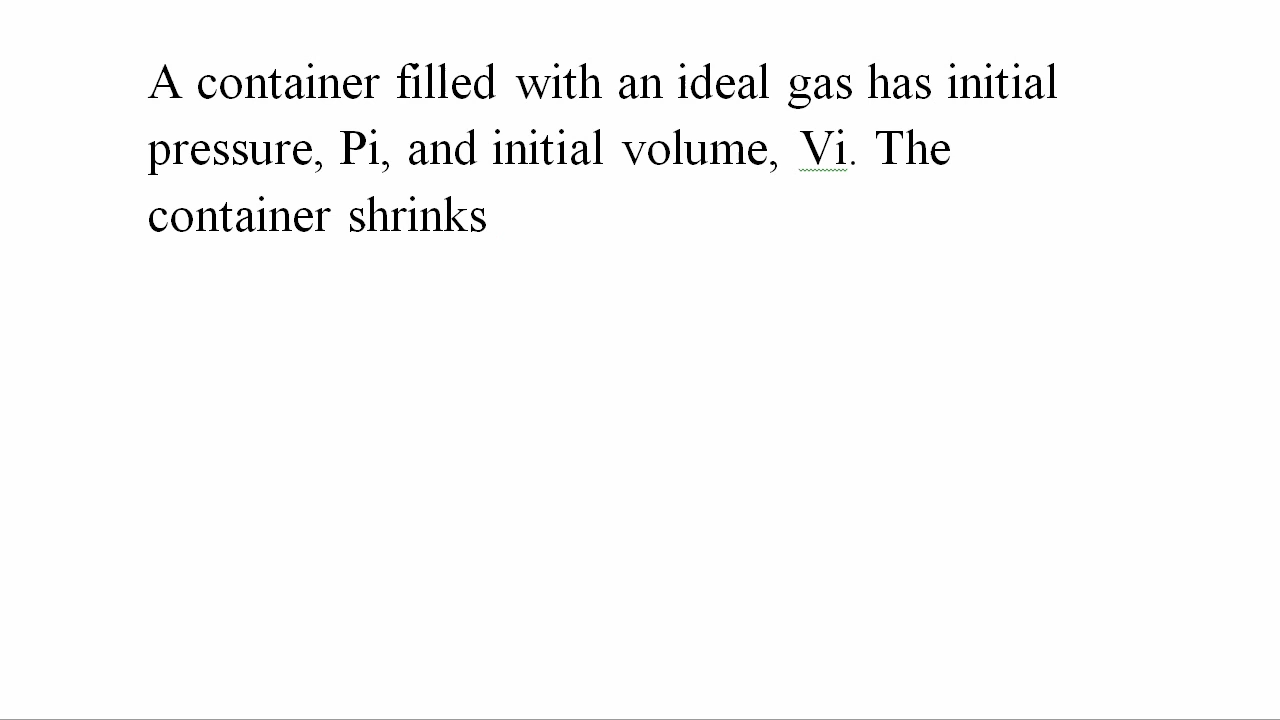 A container filled with an ideal gas has initial
pressure, Pi, and initial volume, Vi. The
container shrinks